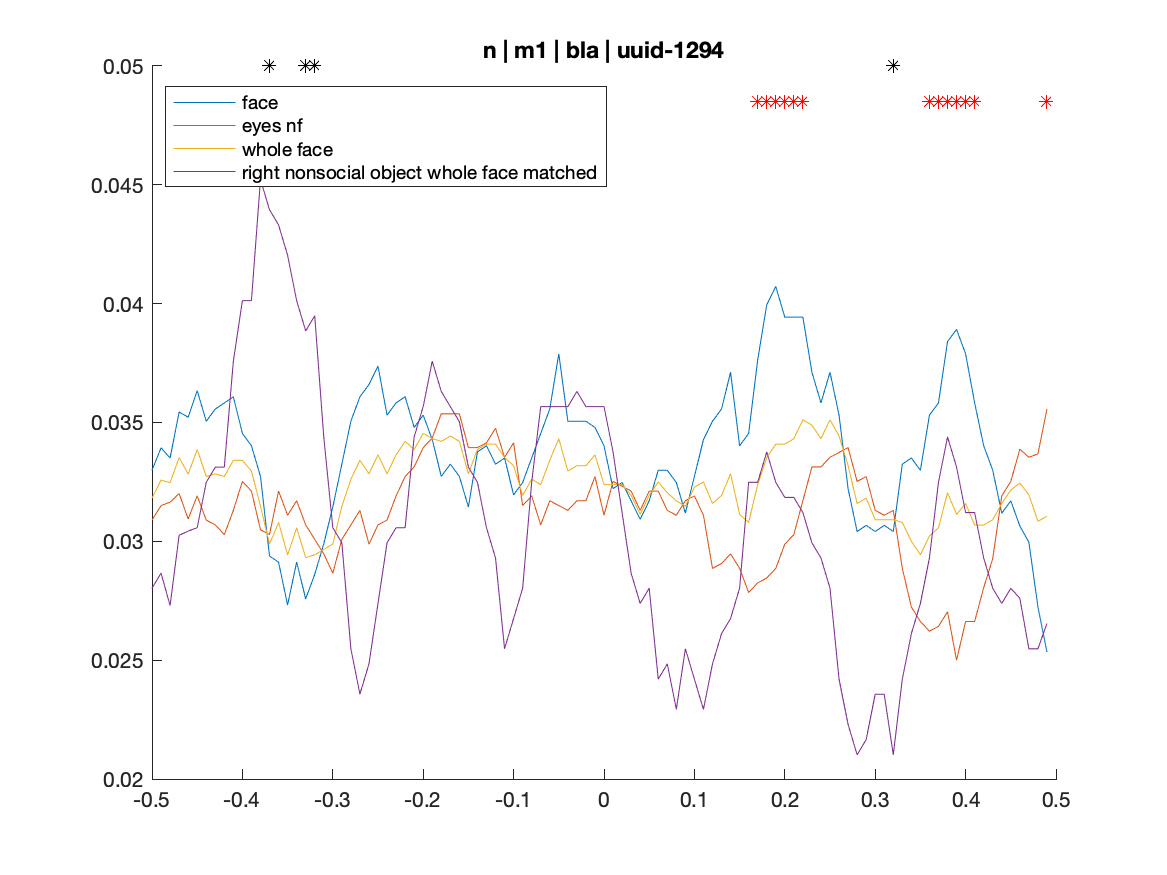 n | m1 | bla | uuid-1294
0.05
face
eyes nf
whole face
right nonsocial object whole face matched
0.045
0.04
0.035
0.03
0.025
0.02
-0.5 -0.4 -0.3 -0.2 -0.1 0 0.1 0.2 0.3 0.4 0.5